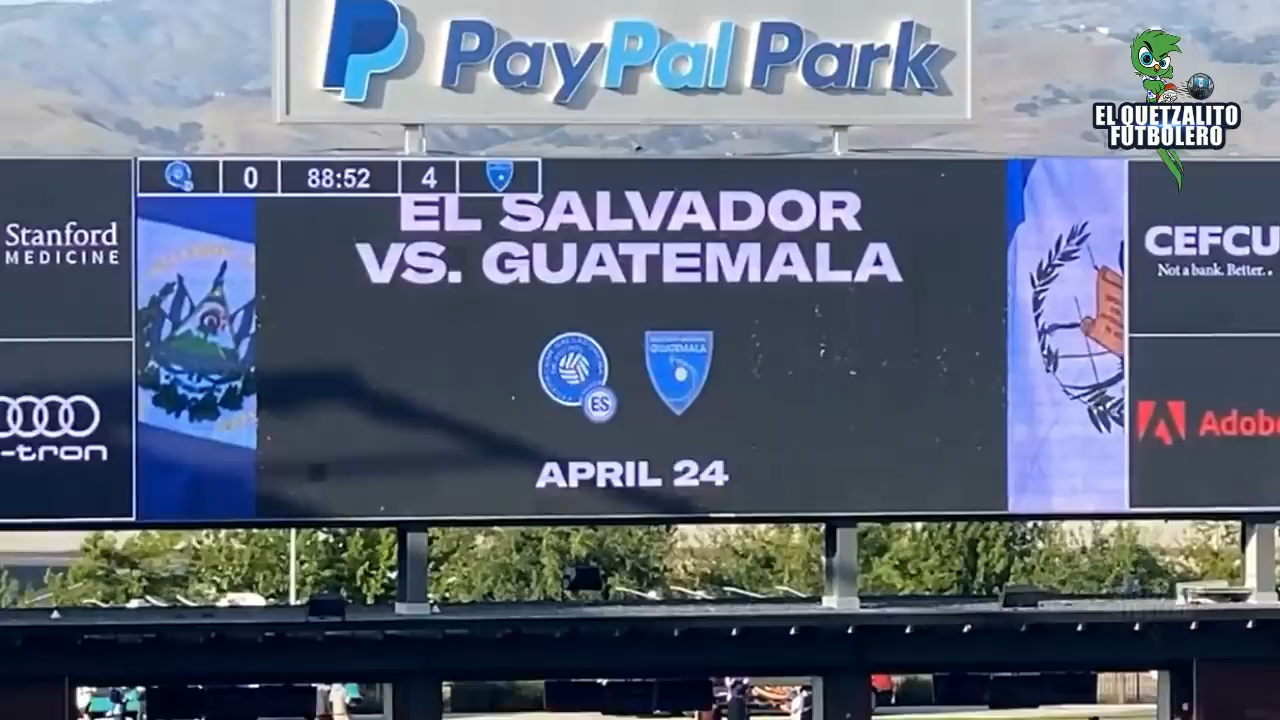 PayPal Park
EL QUETZALITO
FUTBOLERO
0 88:52 4
EL SALVADOR
VS. GUATEMALA
Stanford
MEDICINE
CEFCU
Not a bank. Better.
GUATEMALA
ES
-tron
Adobe
APRIL 24